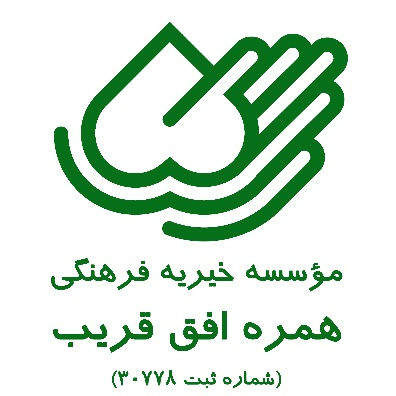 مؤسسه خیریه فرهنگی
همره افق قریب
(شماره ثبت ۳۰۷۷۸)